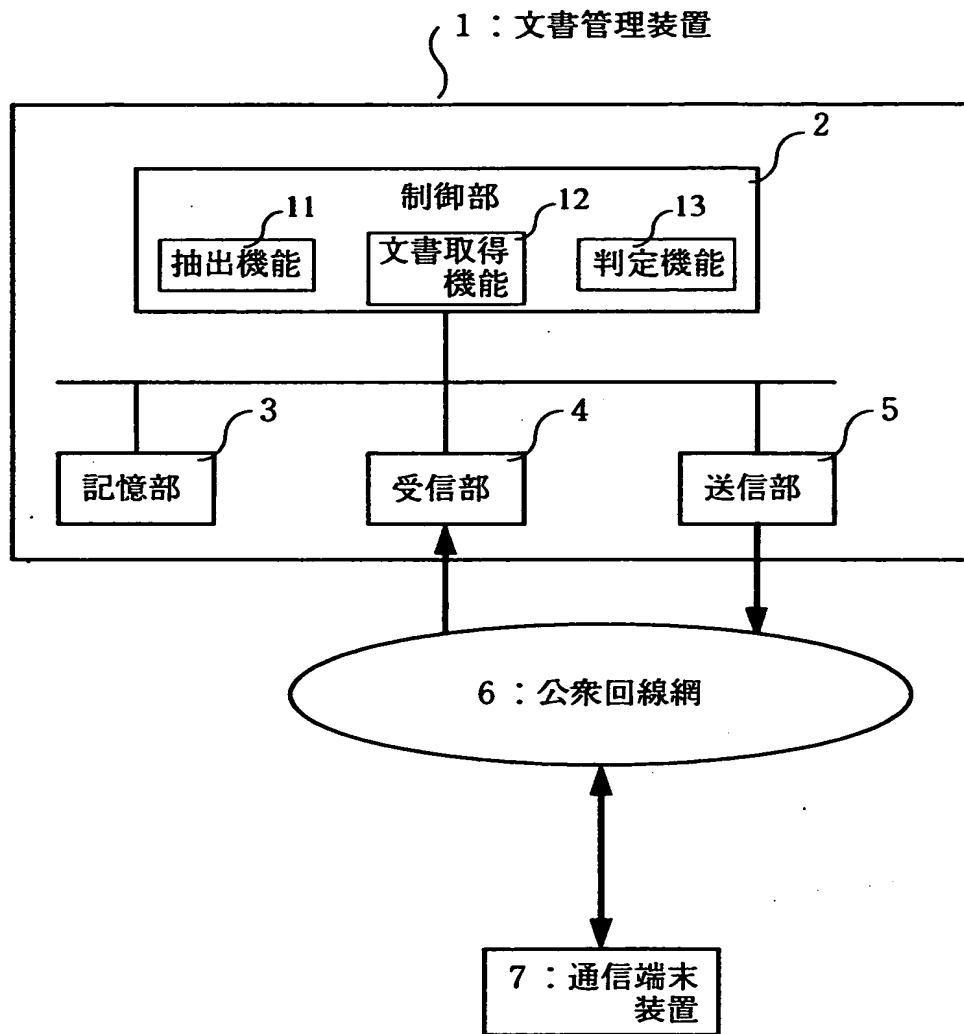 1：文書管理装置
2
制御部
11
12
13
抽出機能
文書取得
機能
判定機能
3
4
5
記憶部
受信部
送信部
6：公衆回線網
7：通信端末
装置